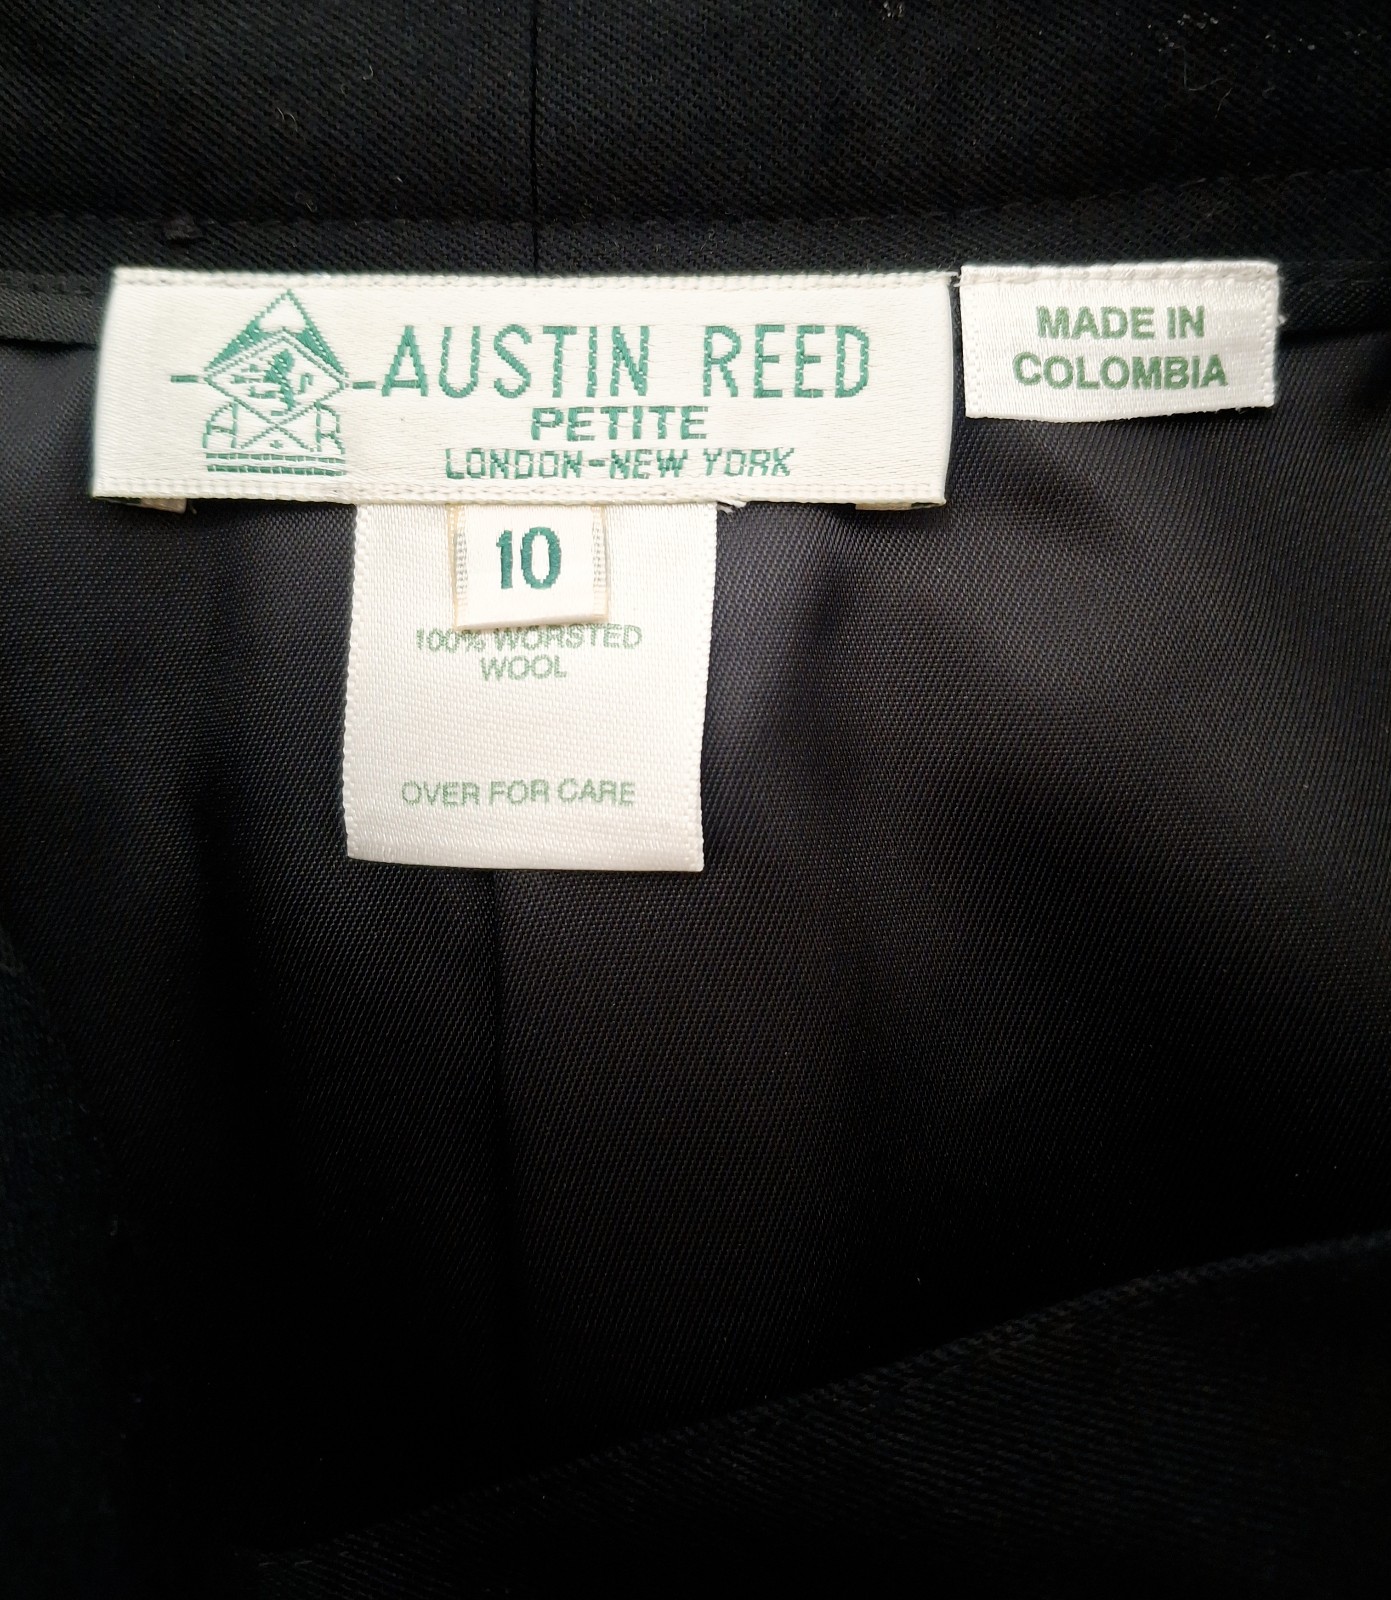 AUSTIN REED
PETITE
LONDON-NEW YORK
A R
MADE IN
COLOMBIA
10
100% WORSTED
WOOL
OVER FOR CARE